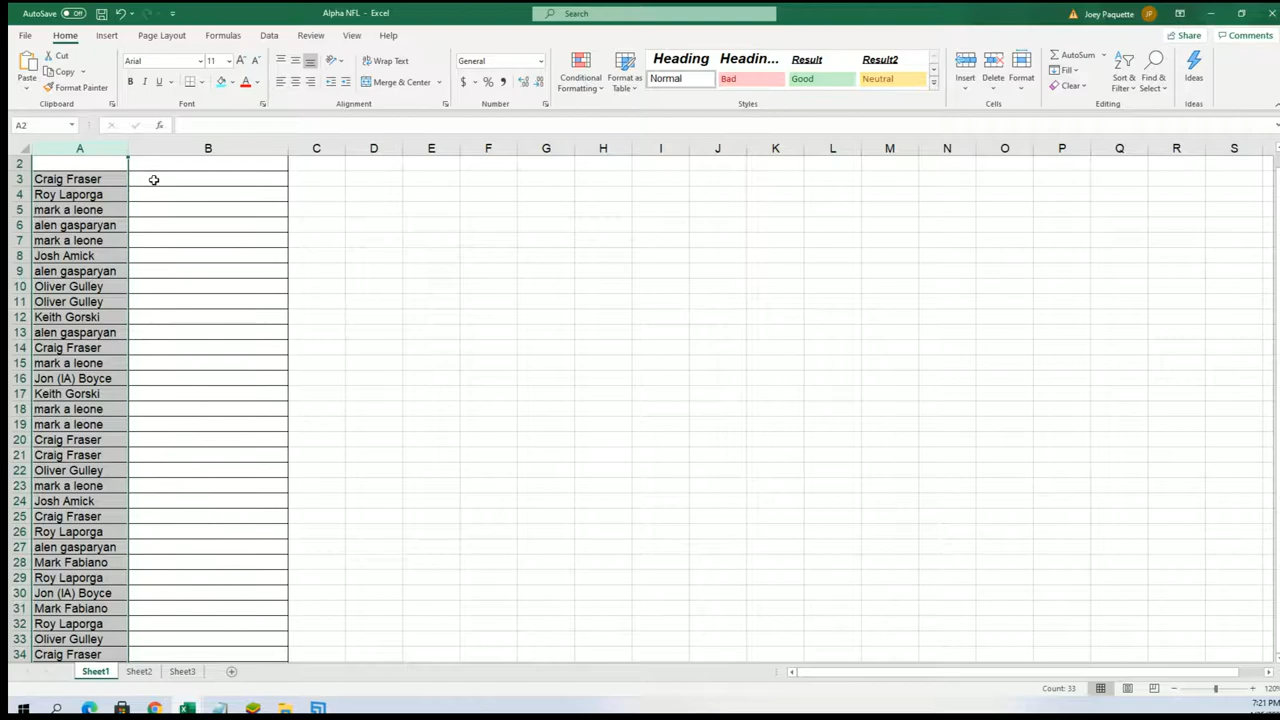 AutoSave Off Alpha NFL - Excel Search Joey Paquette JP
File Home Insert Page Layout Formulas Data Review View Help Share Comments
Paste Cut Copy Format Painter Clipboard
Arial 11 B I U A A Font
Wrap Text Merge & Center Alignment
General $ % Number
Conditional Formatting Format as Table
Heading Headin... Result Result2
Normal Bad Good Neutral
Styles
Insert Delete Format Cells
AutoSum Fill Clear Sort & Filter Find & Select Editing
Ideas Ideas
A2 fx
A B C D E F G H I J K L M N O P Q R S
2
3 Craig Fraser
4 Roy Laporga
5 mark a leone
6 alen gasparyan
7 mark a leone
8 Josh Amick
9 alen gasparyan
10 Oliver Gulley
11 Oliver Gulley
12 Keith Gorski
13 alen gasparyan
14 Craig Fraser
15 mark a leone
16 Jon (IA) Boyce
17 Keith Gorski
18 mark a leone
19 mark a leone
20 Craig Fraser
21 Craig Fraser
22 Oliver Gulley
23 mark a leone
24 Josh Amick
25 Craig Fraser
26 Roy Laporga
27 alen gasparyan
28 Mark Fabiano
29 Roy Laporga
30 Jon (IA) Boyce
31 Mark Fabiano
32 Roy Laporga
33 Oliver Gulley
34 Craig Fraser
Sheet1 Sheet2 Sheet3
Count: 33 120%
7:21 PM